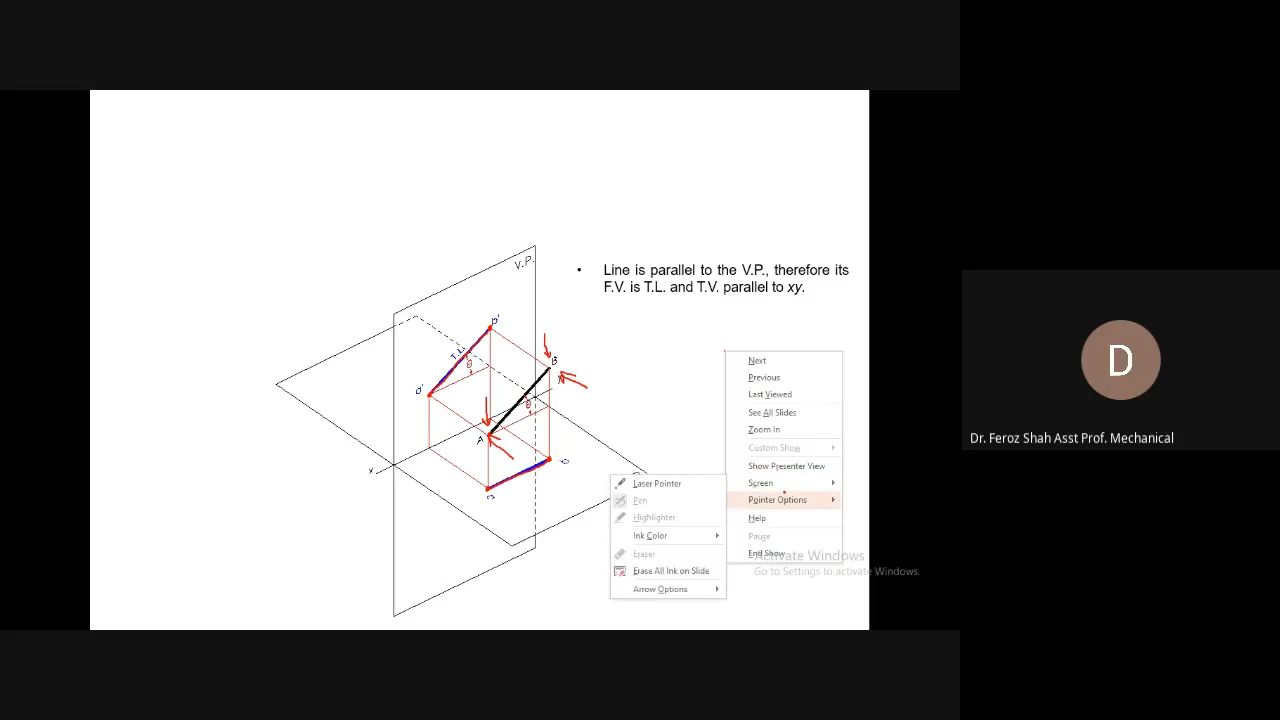 V.P.
• Line is parallel to the V.P., therefore its
F.V. is T.L. and T.V. parallel to xy.
b'
T.L.
θ
a'
B
θ
A
x
b
a
Next
Previous
Last Viewed
See All Slides
Zoom In
Custom Show
Show Presenter View
Screen
Pointer Options
Help
Pause
End Show
Laser Pointer
Pen
Highlighter
Ink Color
Eraser
Erase All Ink on Slide
Arrow Options
Activate Windows
Go to Settings to activate Windows.
D
Dr. Feroz Shah Asst Prof. Mechanical